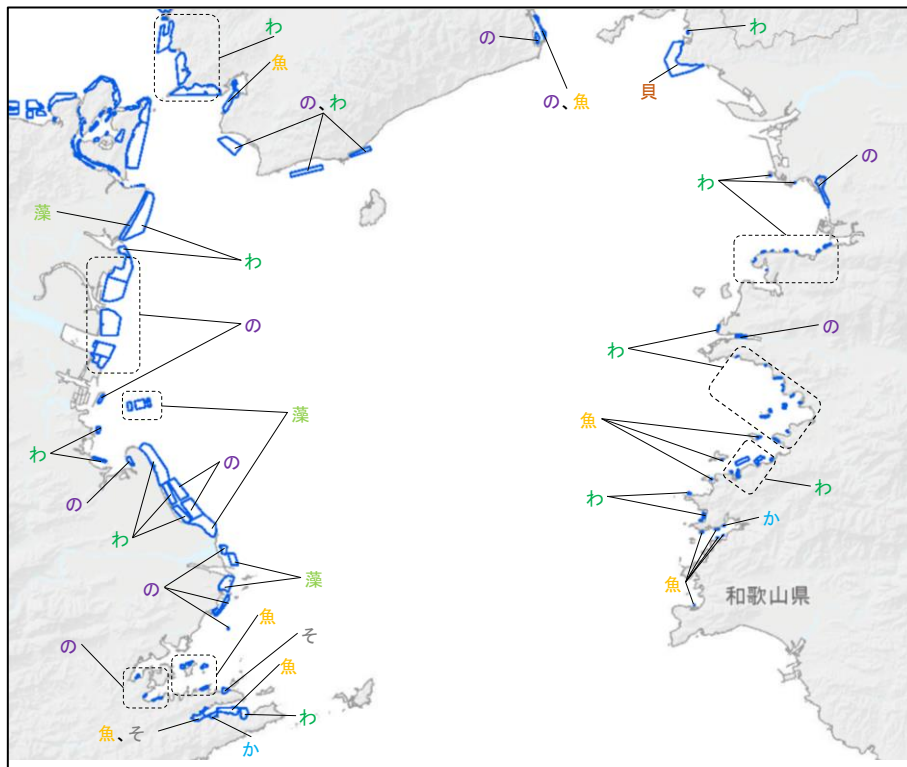 わ
わ
魚
の
の、わ
の、魚
貝
の
わ
藻
わ
の
の
わ
藻
魚
わ
の
の
わ
わ
か
わ
藻
の
魚
和歌山県
魚
そ
の
魚
わ
魚、そ
か